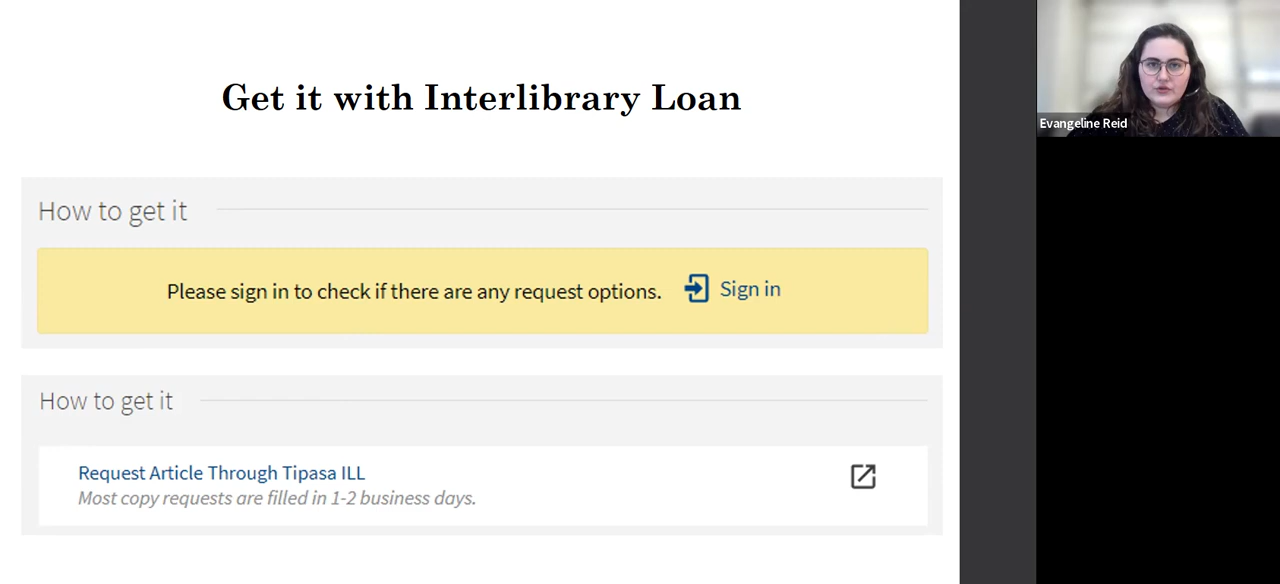 Get it with Interlibrary Loan
How to get it
Please sign in to check if there are any request options. Sign in
How to get it
Request Article Through Tipasa ILL
Most copy requests are filled in 1-2 business days.
Evangeline Reid